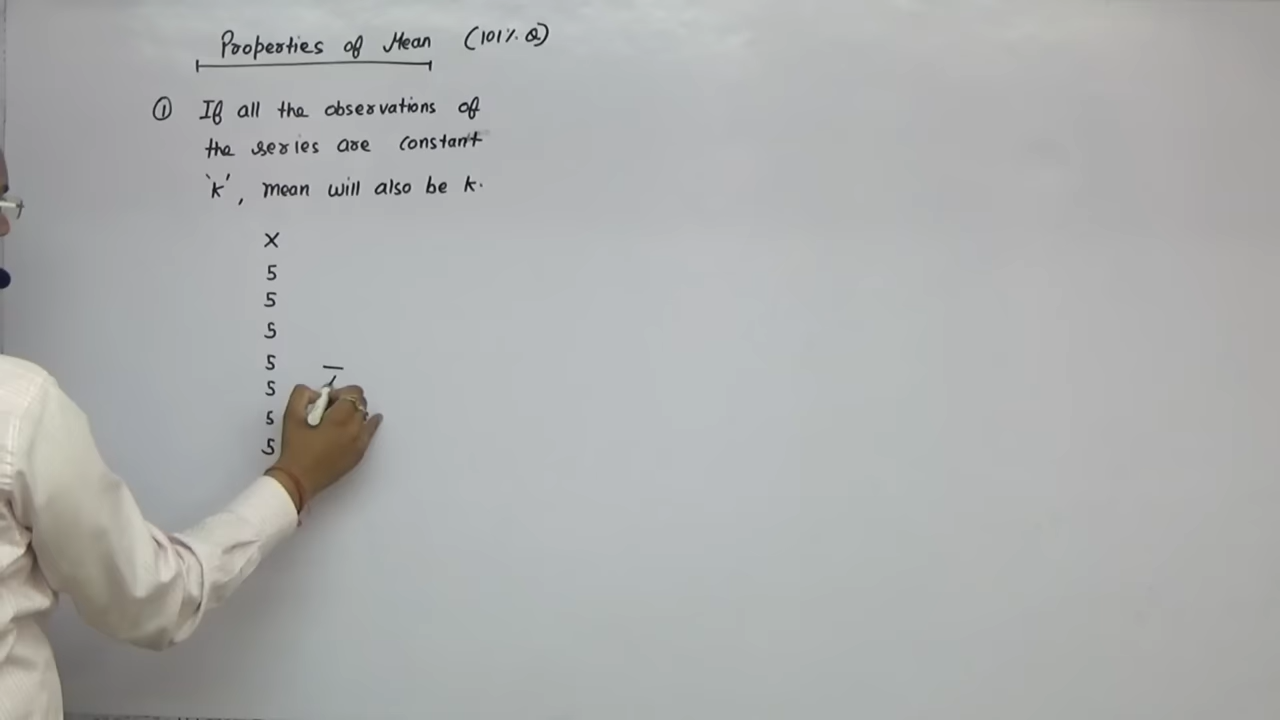 Properties of Mean (101% Q)
① If all the observations of
the series are constant
'k', mean will also be k.
X
5
5
5
5
5
5
5